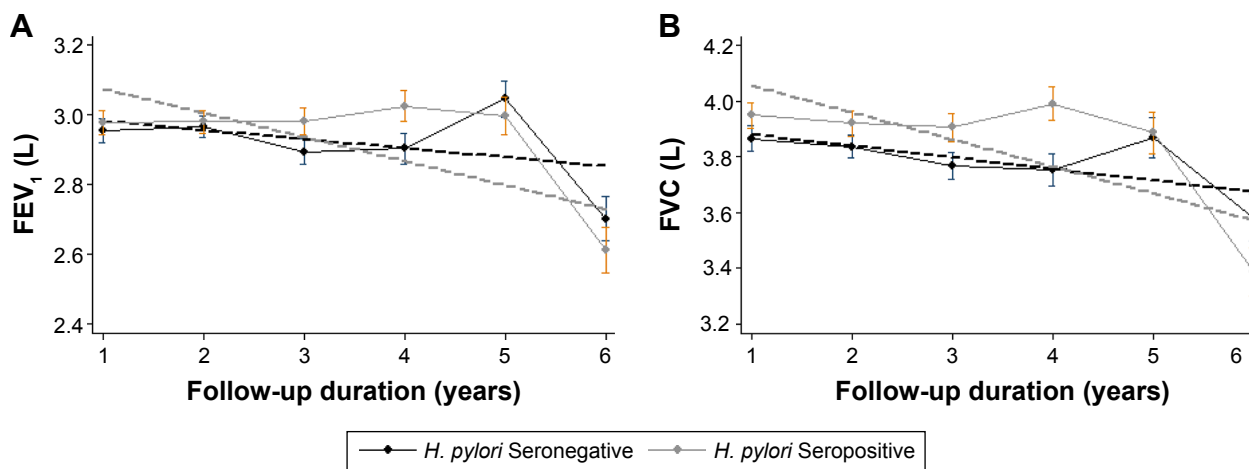 A
3.2
3.0
2.8
2.6
2.4
FEV1 (L)
1 2 3 4 5 6
Follow-up duration (years)
B
4.2
4.0
3.8
3.6
3.4
3.2
FVC (L)
1 2 3 4 5 6
Follow-up duration (years)
H. pylori Seronegative H. pylori Seropositive